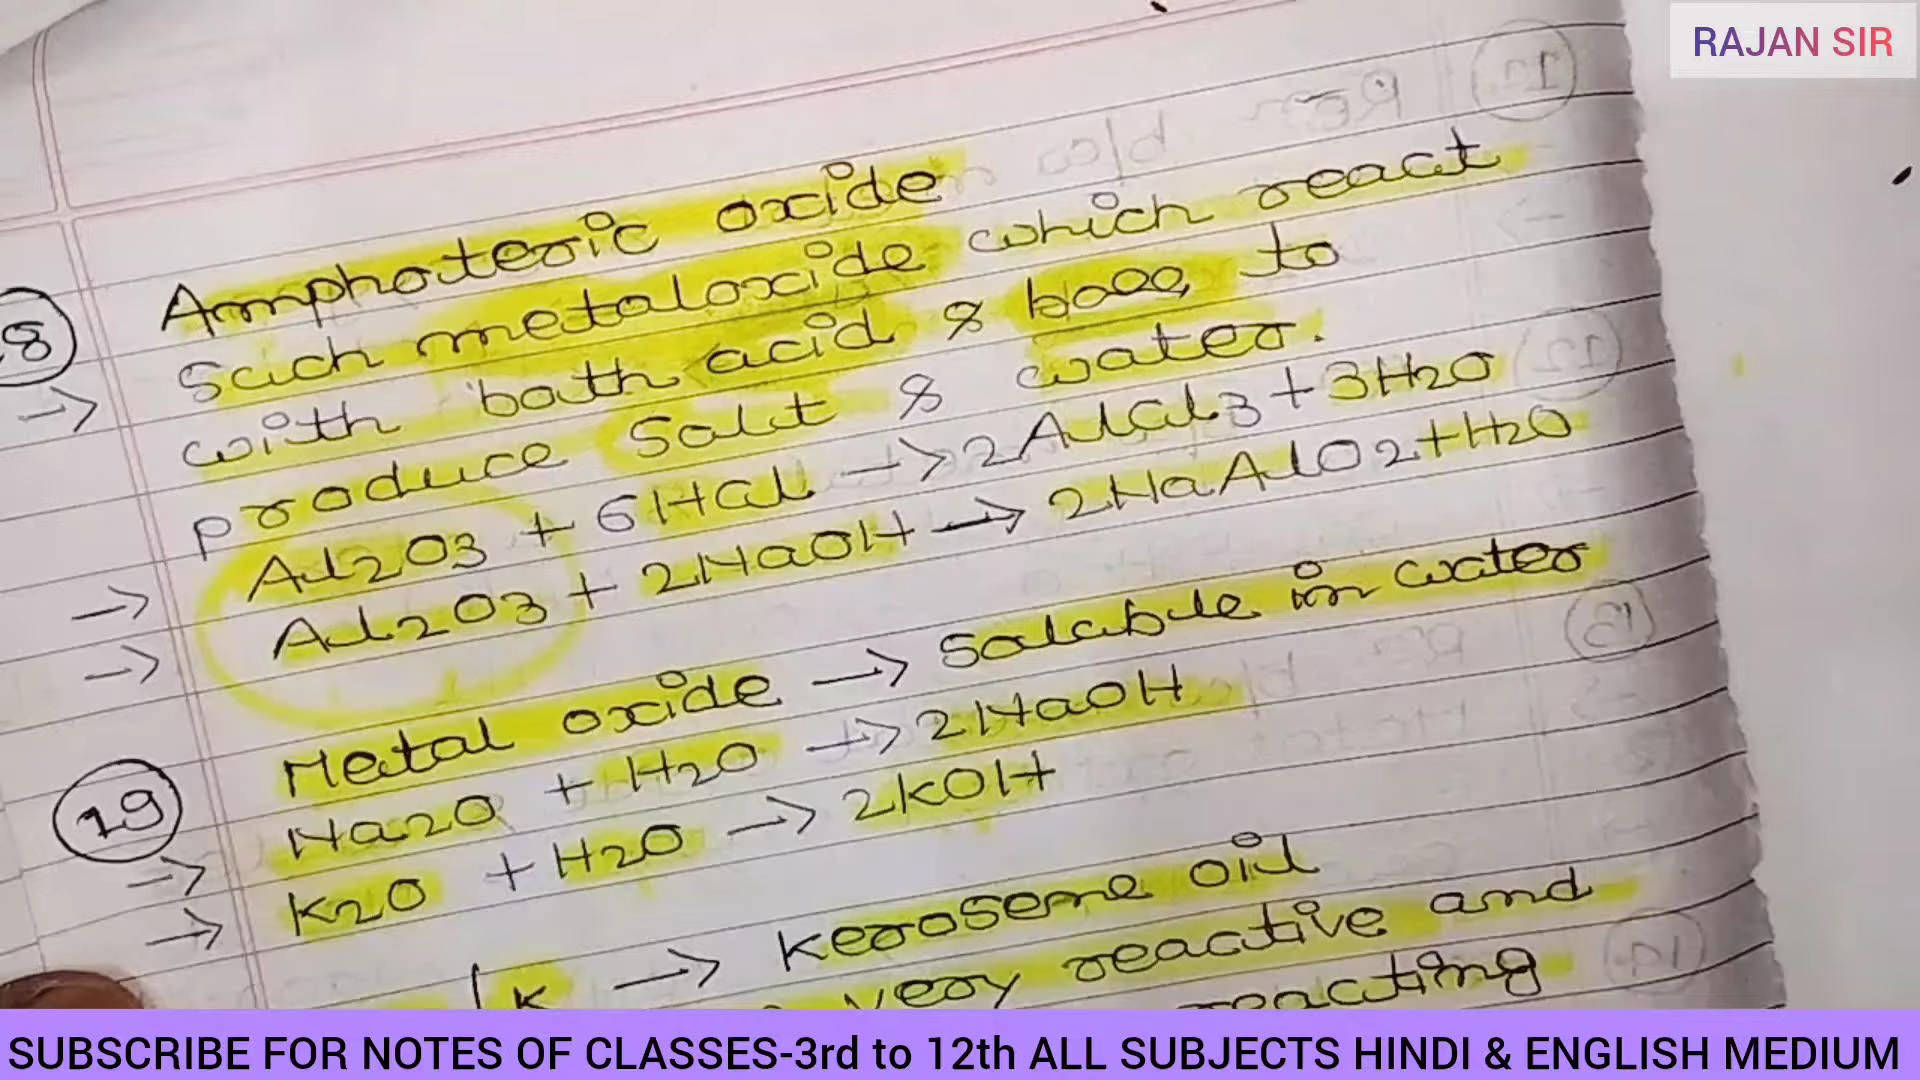 RAJAN SIR
18 Amphoteric oxide
-> Such metaloxide which react
with both acid & base to
produce Salt & water.
-> Al2O3 + 6HCl -> 2AlCl3 + 3H2O
-> Al2O3 + 2NaOH -> 2NaAlO2 + H2O
19 Metal oxide -> Soluble in water
-> Na2O + H2O -> 2NaOH
-> K2O + H2O -> 2KOH
K -> Kerosene oil
very reactive and
reacting
SUBSCRIBE FOR NOTES OF CLASSES-3rd to 12th ALL SUBJECTS HINDI & ENGLISH MEDIUM